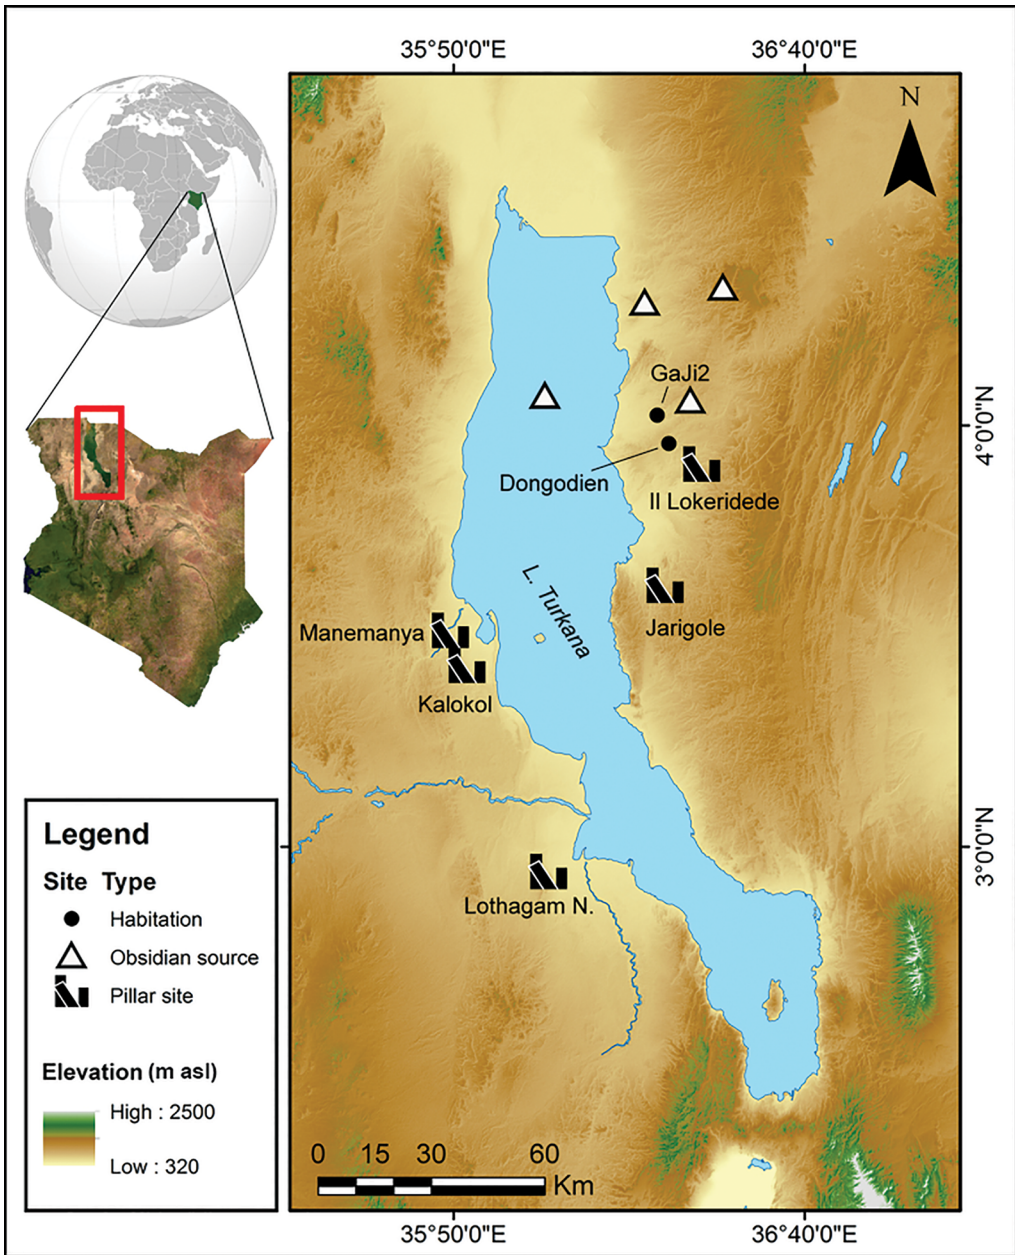 35°50'0"E
36°40'0"E
N
GaJi2
4°0'0"N
Dongodien
Il Lokeridede
L. Turkana
Jarigole
Manemanya
Kalokol
3°0'0"N
Lothagam N.
Legend
Site Type
Habitation
Obsidian source
Pillar site
Elevation (m asl)
High : 2500
Low : 320
0 15 30 60
Km
35°50'0"E
36°40'0"E